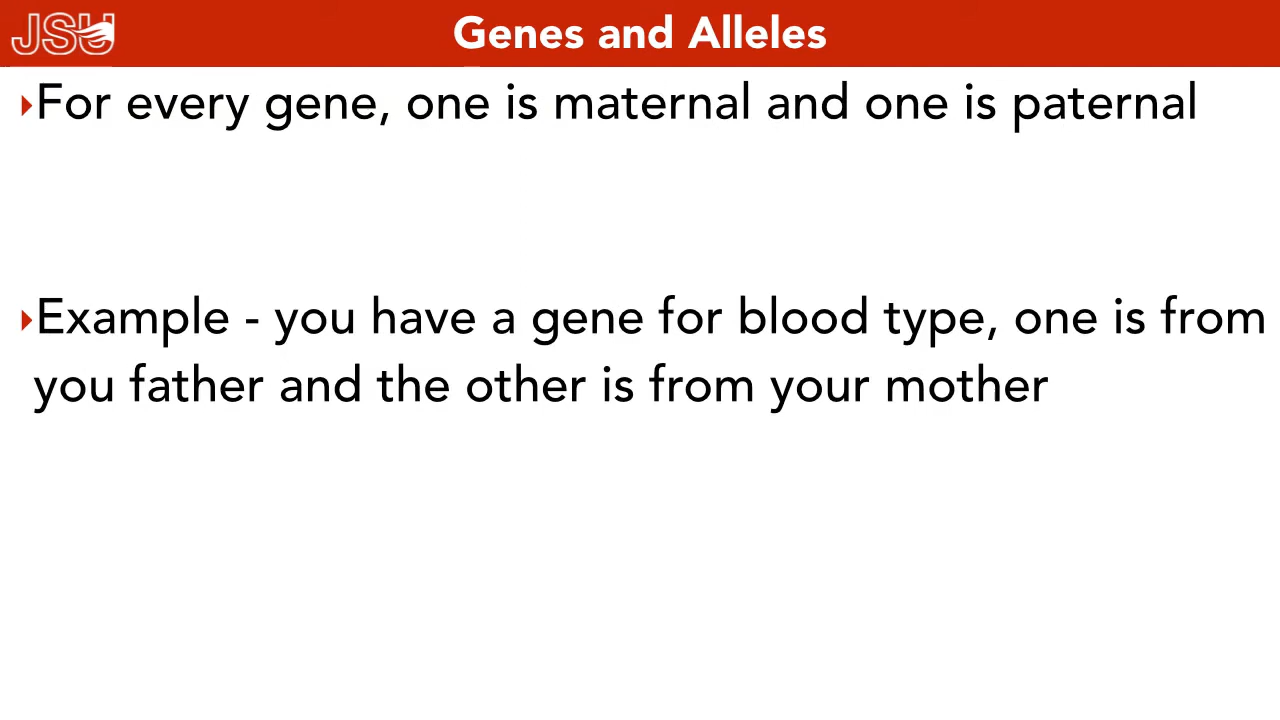 JSU
Genes and Alleles
‣For every gene, one is maternal and one is paternal
‣Example - you have a gene for blood type, one is from
you father and the other is from your mother